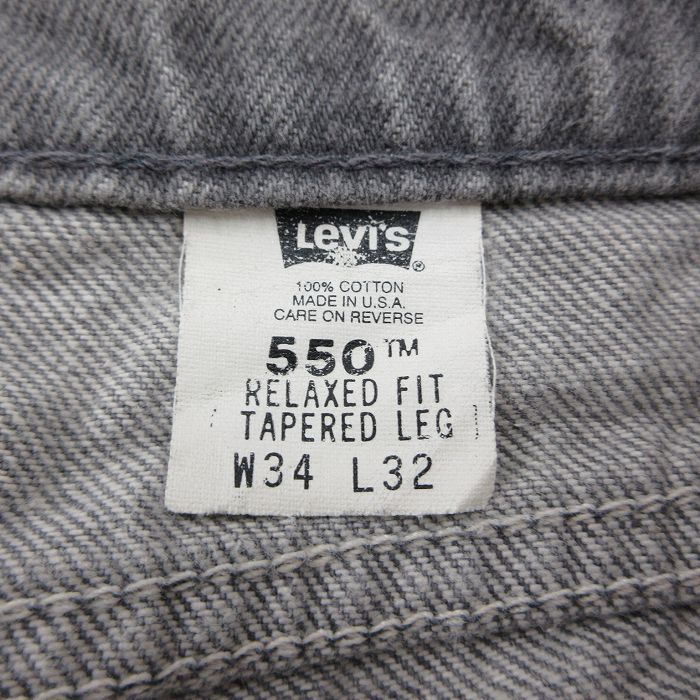 Levi's ®
100% COTTON
MADE IN U.S.A.
CARE ON REVERSE
550™
RELAXED FIT
TAPERED LEG
W34 L32